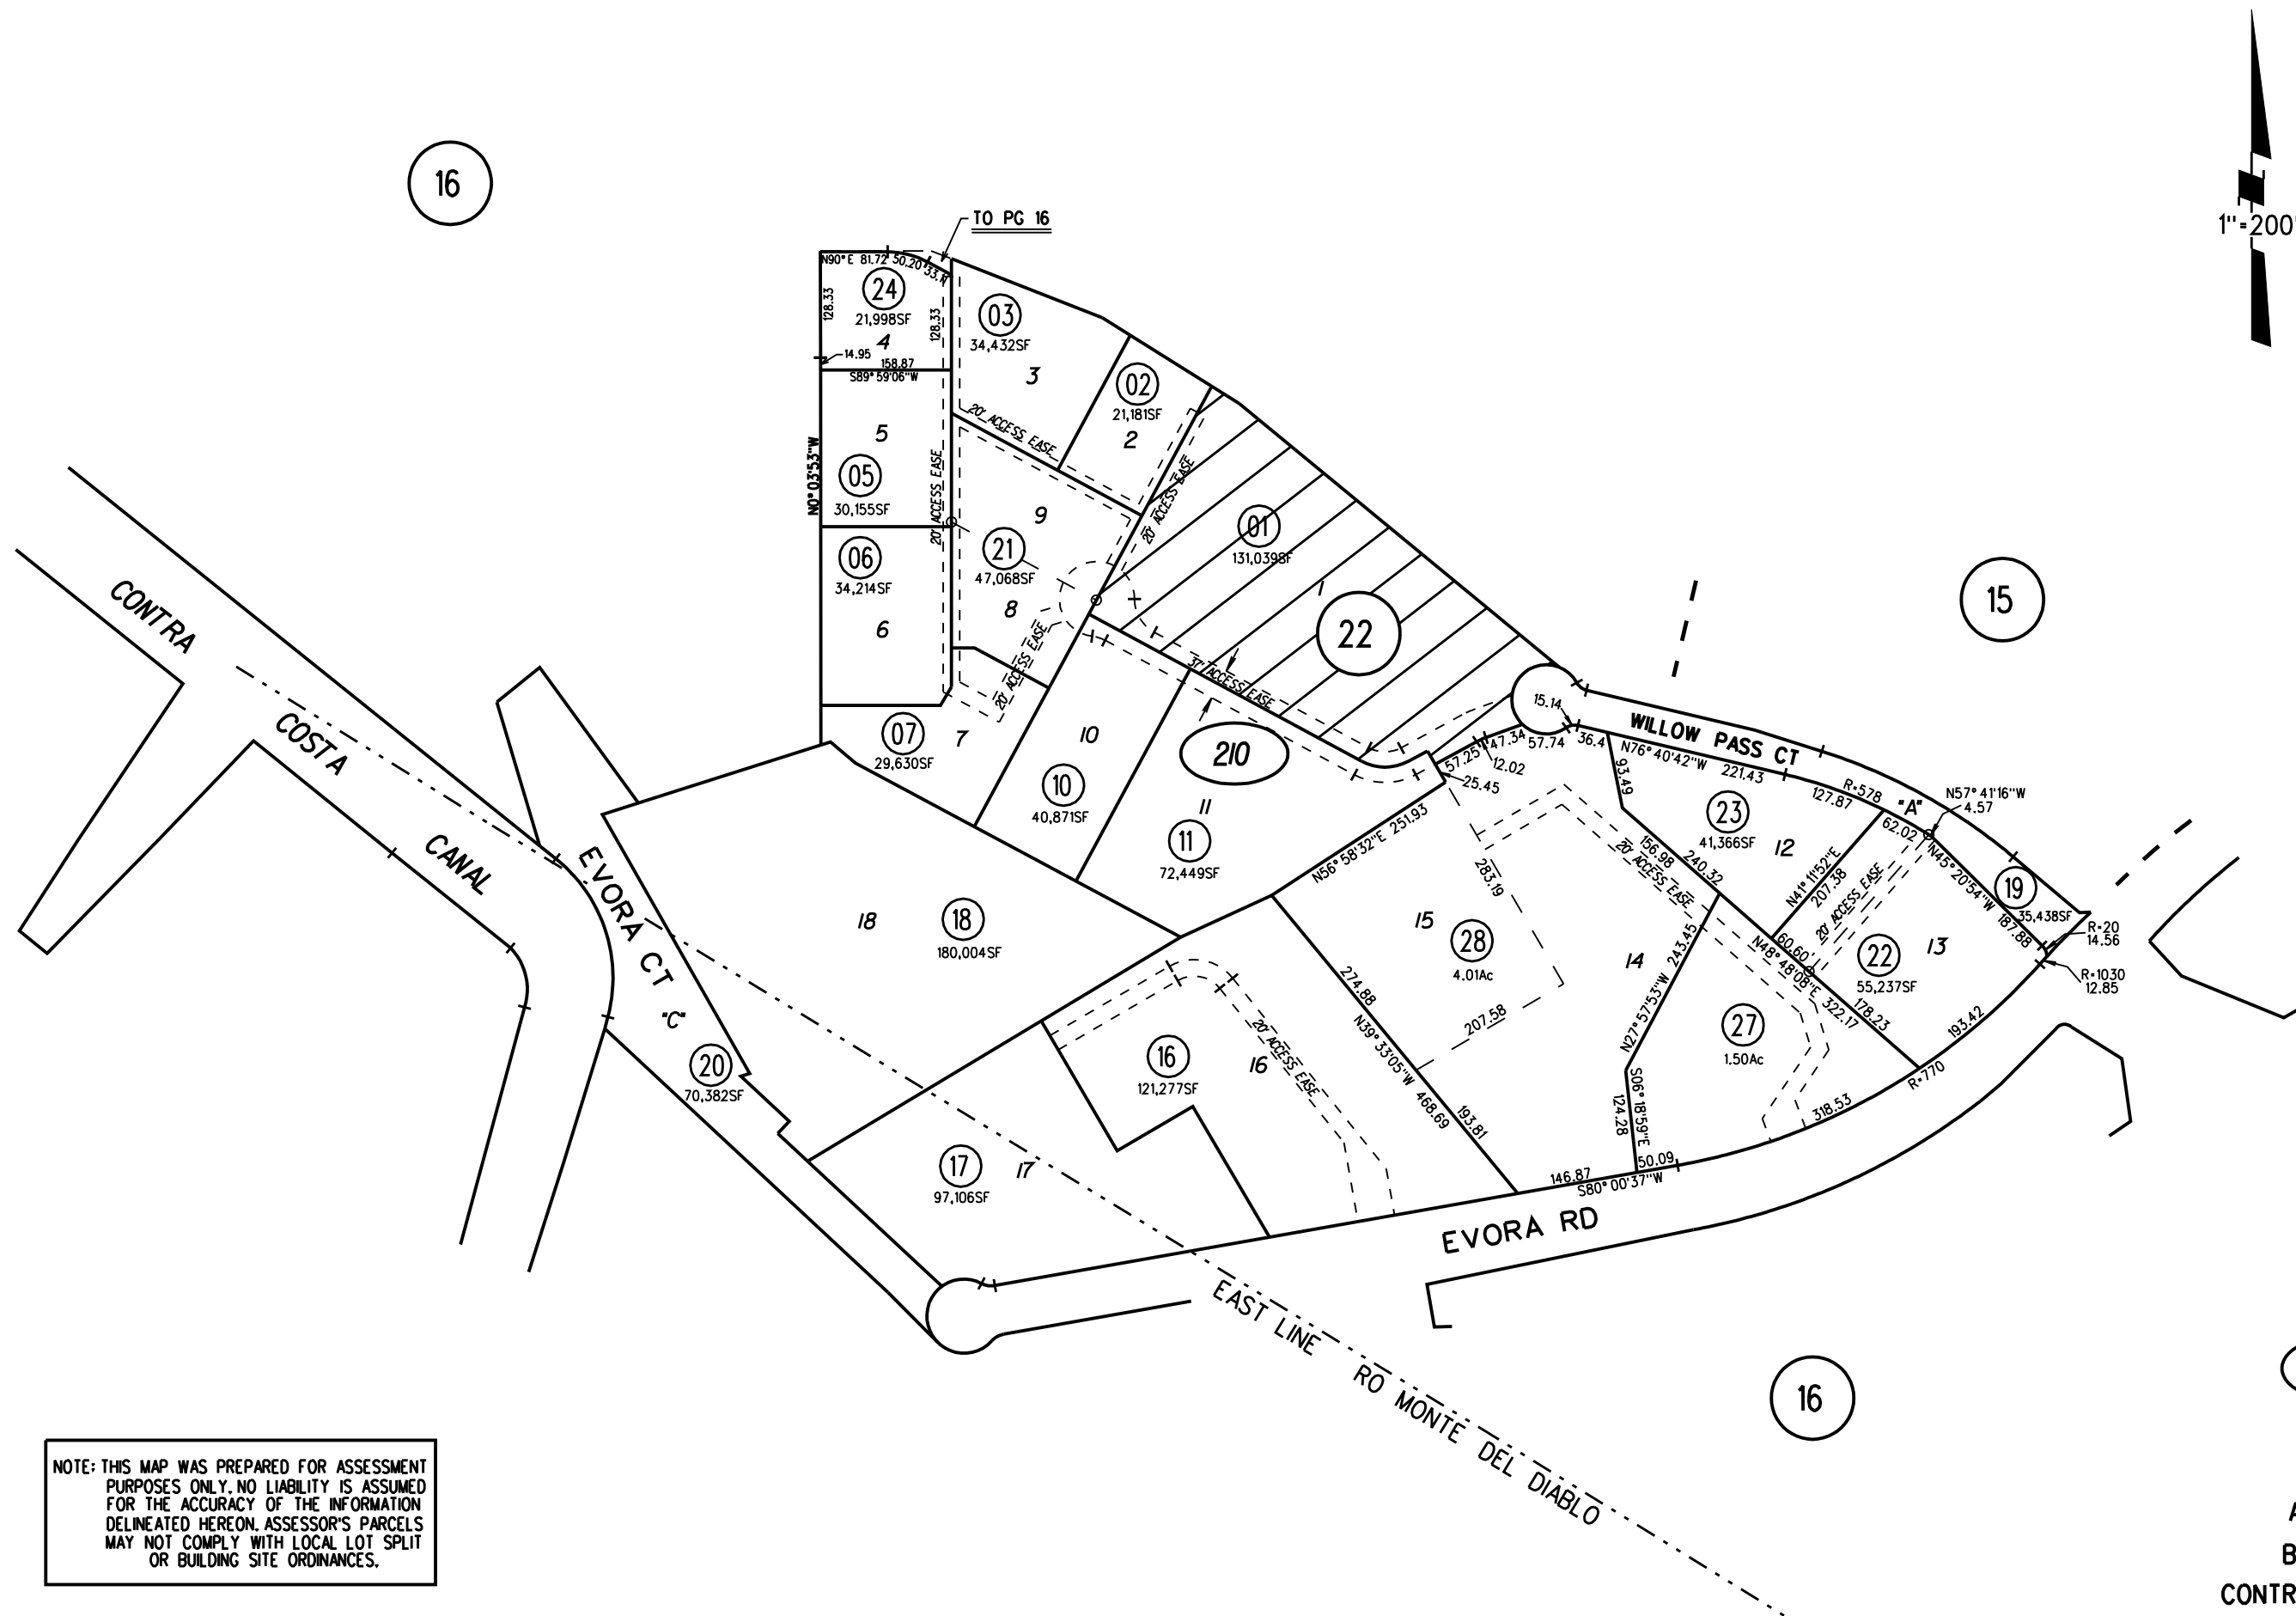 16
TO PG 16
1"=200'
N90°E 81.72
50.20
33.11
24
21,998SF
4
128.33
128.33
14.95
158.87
S89°59'06"W
03
34,432SF
3
02
21,181SF
2
20' ACCESS EASE
5
05
30,155SF
N0°03'53"W
20' ACCESS EASE
20' ACCESS EASE
9
01
131,039SF
1
06
34,214SF
6
21
47,068SF
8
20' ACCESS EASE
22
15
37' ACCESS EASE
CONTRA
COSTA
CANAL
07
29,630SF
7
10
10
40,871SF
210
11
11
72,449SF
15.14
WILLOW PASS CT
57.25
47.34
57.74
36.4
12.02
25.45
N76°40'42"W 221.43
93.49
127.87
R=578
"A"
N57°41'16"W
4.57
62.02
23
41,366SF
12
N56°58'32"E 251.93
283.19
156.98
240.32
20' ACCESS EASE
N41°11'52"E
207.38
20' ACCESS EASE
N45°20'54"W 187.88
19
35,438SF
R=20
14.56
R=1030
12.85
EVORA CT
"C"
18
18
180,004SF
15
28
4.01Ac
14
N27°57'53"W 243.45
60.60'
N48°48'08"E 322.17
22
55,237SF
13
178.23
193.42
20
70,382SF
16
121,277SF
16
20' ACCESS EASE
274.88
N39°33'05"W 468.69
193.81
207.58
27
1.50Ac
S06°18'59"E
124.28
318.53
R=770
17
97,106SF
17
146.87
50.09
S80°00'37"W
EVORA RD
EAST LINE RO MONTE DEL DIABLO
16
NOTE: THIS MAP WAS PREPARED FOR ASSESSMENT
PURPOSES ONLY. NO LIABILITY IS ASSUMED
FOR THE ACCURACY OF THE INFORMATION
DELINEATED HEREON. ASSESSOR'S PARCELS
MAY NOT COMPLY WITH LOCAL LOT SPLIT
OR BUILDING SITE ORDINANCES.
B
CONTR